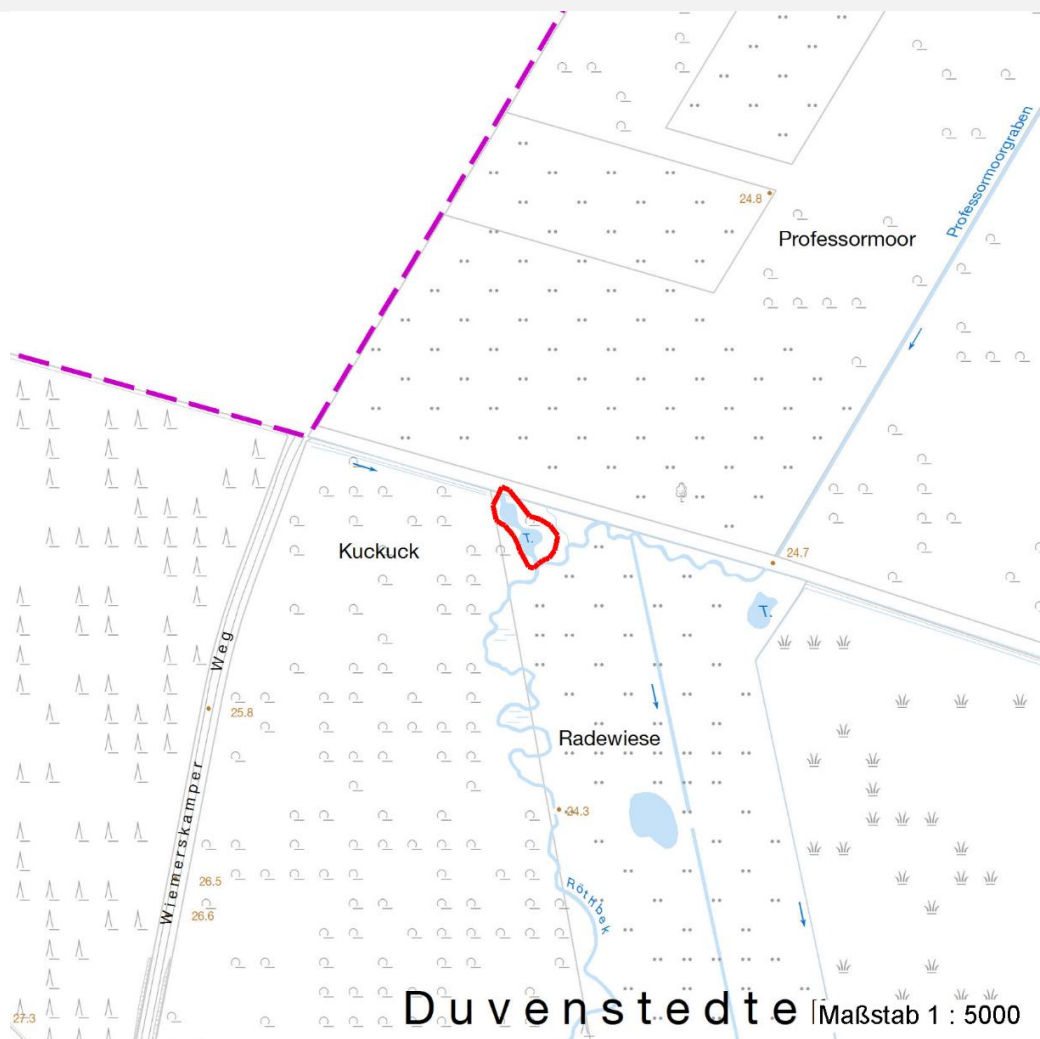 Professormoorgraben
24.8
Professormoor
T.
24.7
Kuckuck
T.
Wiemerskamper Weg
25.8
Radewiese
24.3
26.5
Röthbek
26.6
Duvenstedte
Maßstab 1 : 5000
27.3